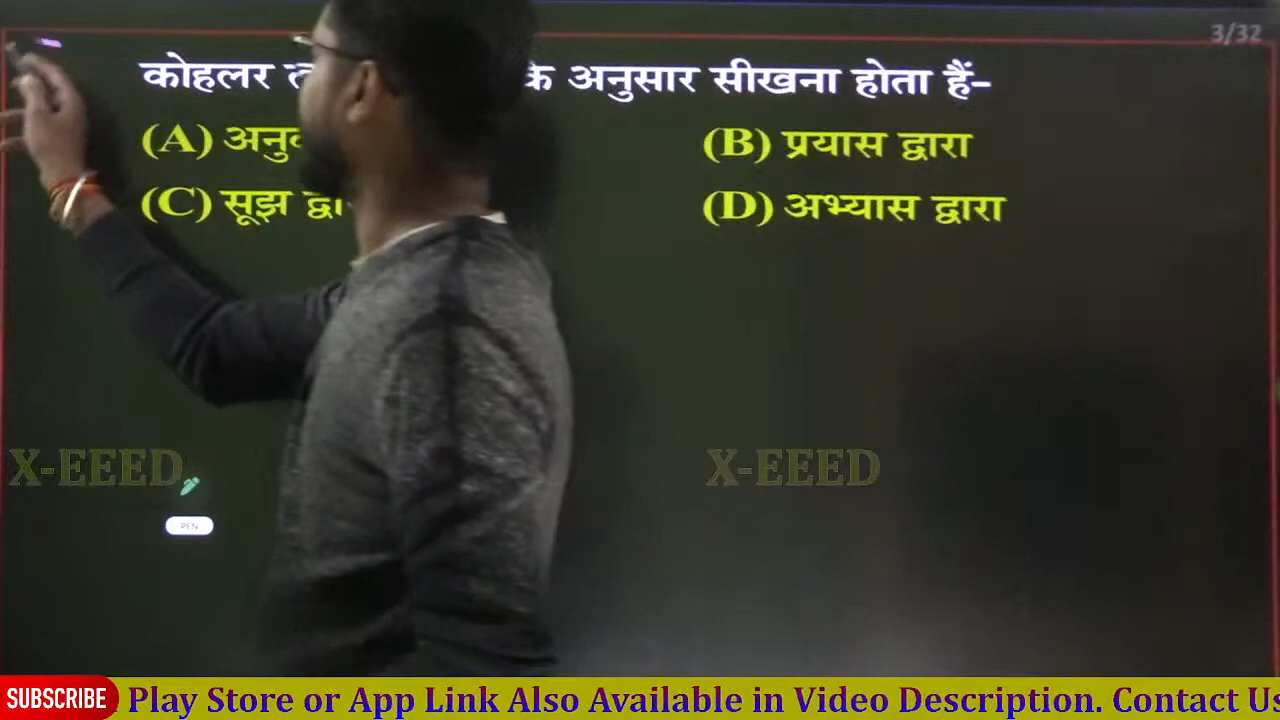 3/32
कोहलर के अनुसार सीखना होता हैं-
(A)
(B) प्रयास द्वारा
(C) सूझ
(D) अभ्यास द्वारा
X-EEED X-EEED
PEN
SUBSCRIBE Play Store or App Link Also Available in Video Description. Contact Us